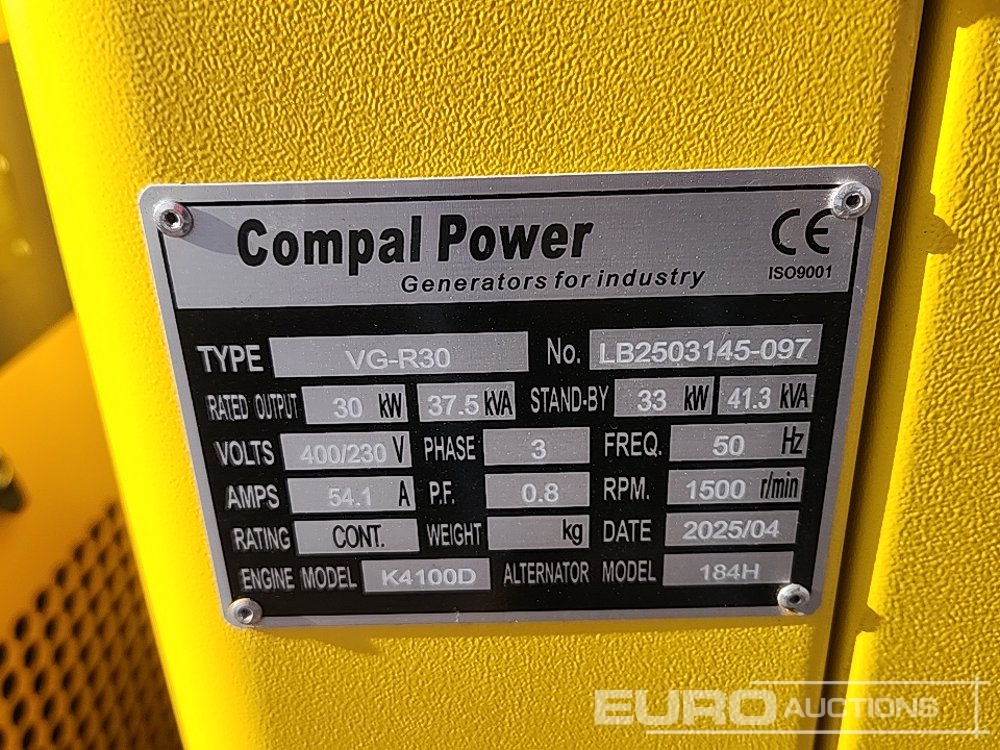 Compal Power
CE
Generators for industry
ISO9001
TYPE VG-R30 No. LB2503145-097
RATED OUTPUT 30 kW 37.5 kVA STAND-BY 33 kW 41.3 kVA
VOLTS 400/230 V PHASE 3 FREQ. 50 Hz
AMPS 54.1 A P.F. 0.8 RPM. 1500 r/min
RATING CONT. WEIGHT kg DATE 2025/04
ENGINE MODEL K4100D ALTERNATOR MODEL 184H
EURO AUCTIONS